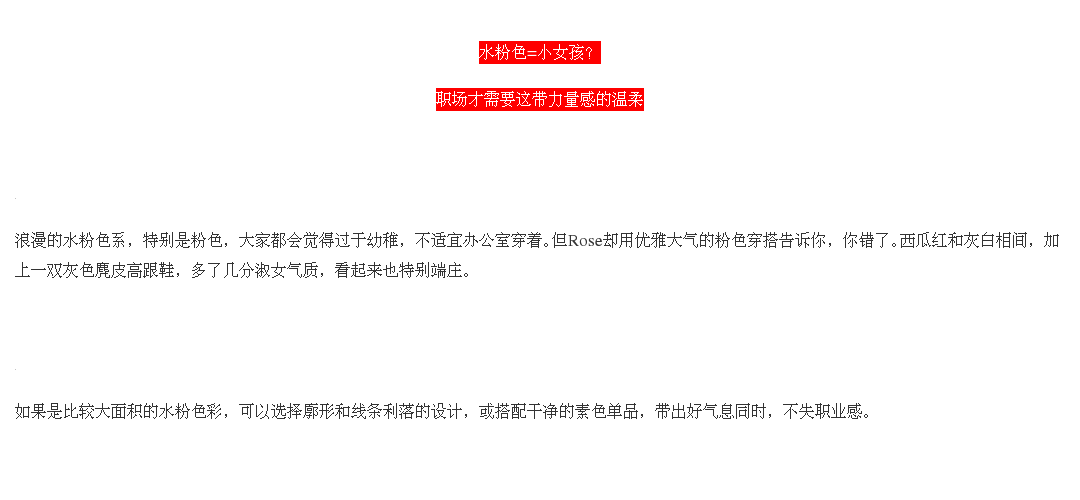 水粉色=小女孩？
职场才需要这带力量感的温柔
浪漫的水粉色系，特别是粉色，大家都会觉得过于幼稚，不适宜办公室穿着。但Rose却用优雅大气的粉色穿搭告诉你，你错了。西瓜红和灰白相间，加
上一双灰色麂皮高跟鞋，多了几分淑女气质，看起来也特别端庄。
如果是比较大面积的水粉色彩，可以选择廓形和线条利落的设计，或搭配干净的素色单品，带出好气息同时，不失职业感。